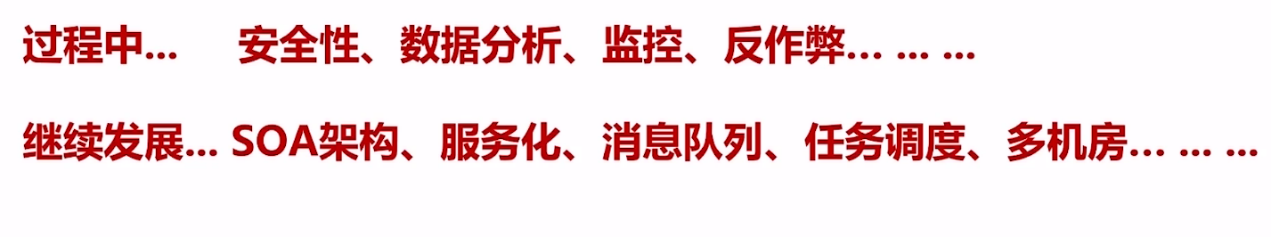 过程中... 安全性、数据分析、监控、反作弊... ... ...
继续发展... SOA架构、服务化、消息队列、任务调度、多机房... ... ...